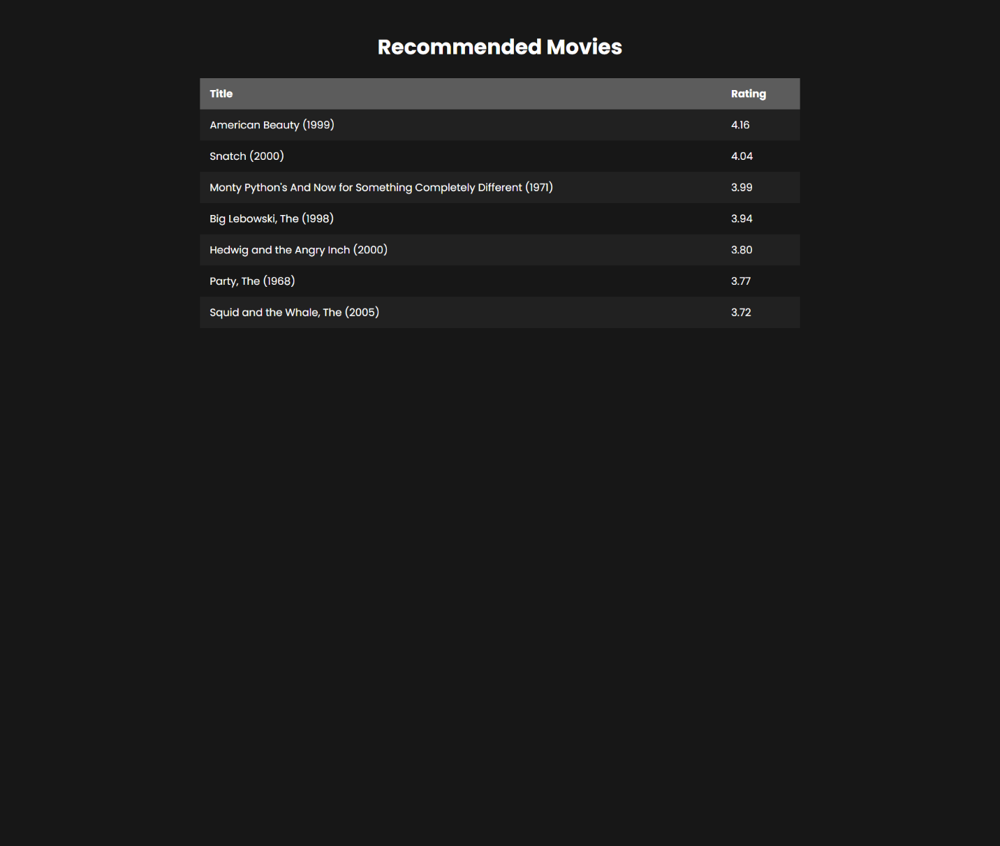 Recommended Movies
Title Rating
American Beauty (1999) 4.16
Snatch (2000) 4.04
Monty Python's And Now for Something Completely Different (1971) 3.99
Big Lebowski, The (1998) 3.94
Hedwig and the Angry Inch (2000) 3.80
Party, The (1968) 3.77
Squid and the Whale, The (2005) 3.72